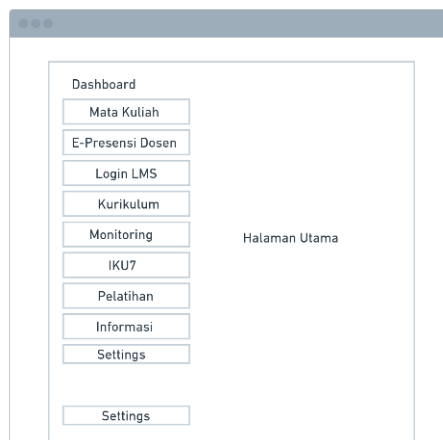 Dashboard
Mata Kuliah
E-Presensi Dosen
Login LMS
Kurikulum
Monitoring
Halaman Utama
IKU7
Pelatihan
Informasi
Settings
Settings